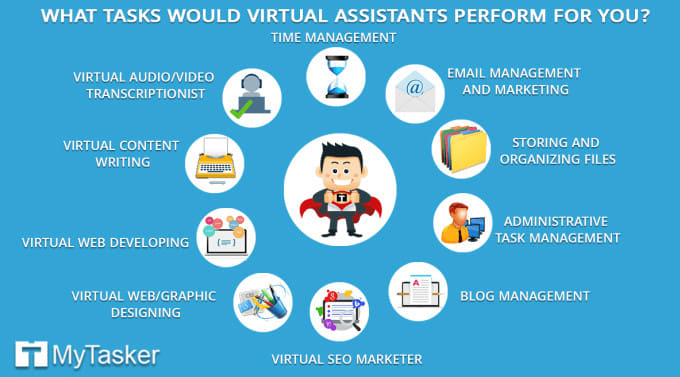 WHAT TASKS WOULD VIRTUAL ASSISTANTS PERFORM FOR YOU?
TIME MANAGEMENT
EMAIL MANAGEMENT
AND MARKETING
STORING AND
ORGANIZING FILES
ADMINISTRATIVE
TASK MANAGEMENT
BLOG MANAGEMENT
VIRTUAL SEO MARKETER
VIRTUAL WEB/GRAPHIC
DESIGNING
VIRTUAL WEB DEVELOPING
VIRTUAL CONTENT
WRITING
VIRTUAL AUDIO/VIDEO
TRANSCRIPTIONIST
@
A
T
MyTasker